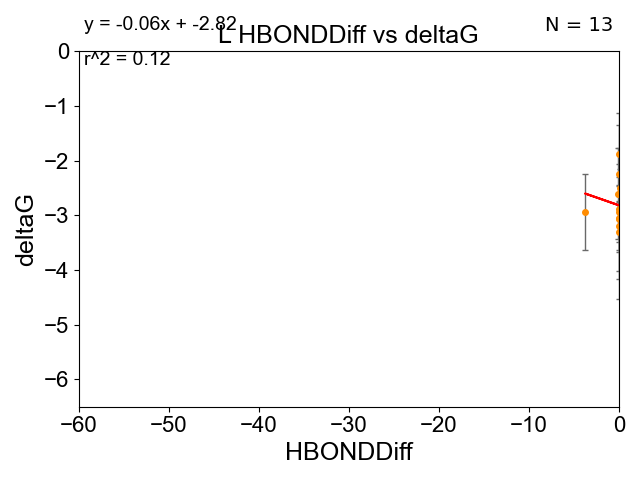 y = -0.06x + -2.82
N = 13
L HBONDDiff vs deltaG
r^2 = 0.12
0
−1
−2
−3
−4
−5
−6
deltaG
−60 −50 −40 −30 −20 −10 0
HBONDDiff